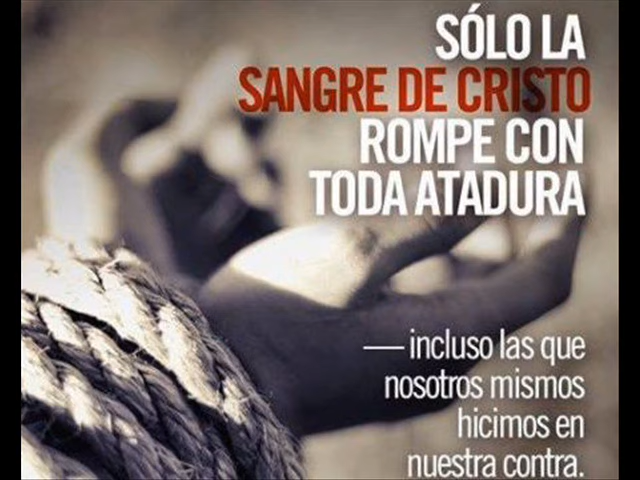 SÓLO LA
SANGRE DE CRISTO
ROMPE CON
TODA ATADURA
—incluso las que
nosotros mismos
hicimos en
nuestra contra.